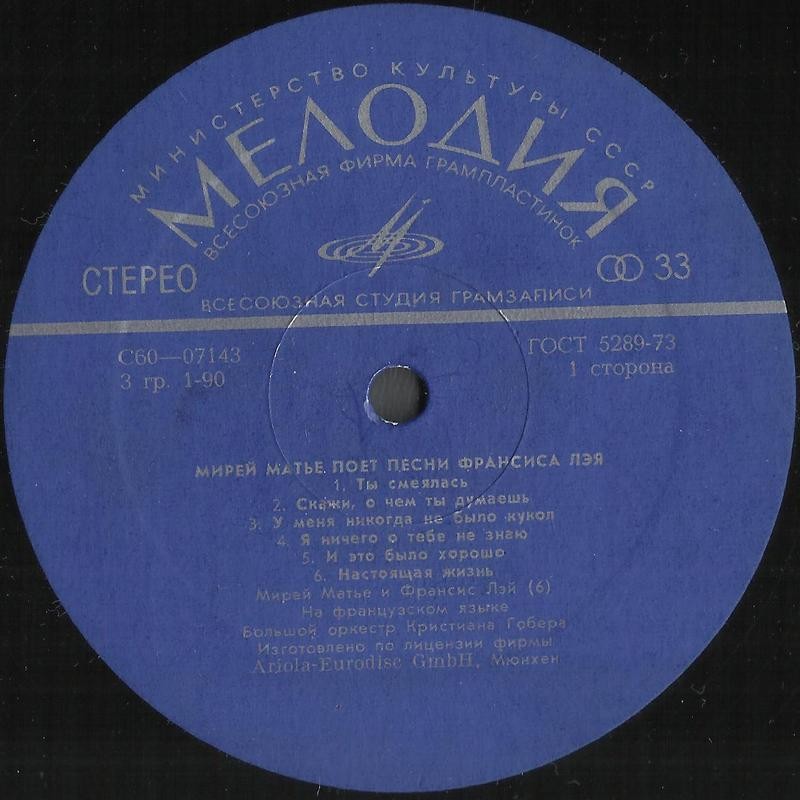 МИНИСТЕРСТВО КУЛЬТУРЫ СССР
МЕЛОДИЯ
ВСЕСОЮЗНАЯ ФИРМА ГРАМПЛАСТИНОК
СТЕРЕО
33
ВСЕСОЮЗНАЯ СТУДИЯ ГРАМЗАПИСИ
С60—07143
ГОСТ 5289-73
3 гр. 1-90
1 сторона
МИРЕЙ МАТЬЕ ПОЕТ ПЕСНИ ФРАНСИСА ЛЭЯ
1. Ты смеялась
2. Скажи, о чем ты думаешь
3. У меня никогда не было кукол
4. Я ничего о тебе не знаю
5. И это было хорошо
6. Настоящая жизнь
Мирей Матье и Франсис Лэй (6)
На французском языке
Большой оркестр Кристиана Гобера
Изготовлено по лицензии фирмы
Ariola-Eurodisc GmbH, Мюнхен